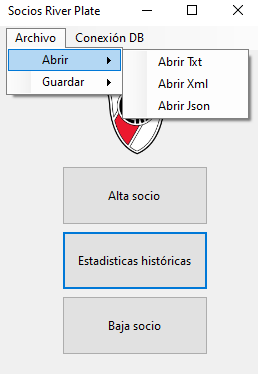 Socios River Plate
Archivo Conexión DB
Abrir
Guardar
Abrir Txt
Abrir Xml
Abrir Json
Alta socio
Estadisticas históricas
Baja socio